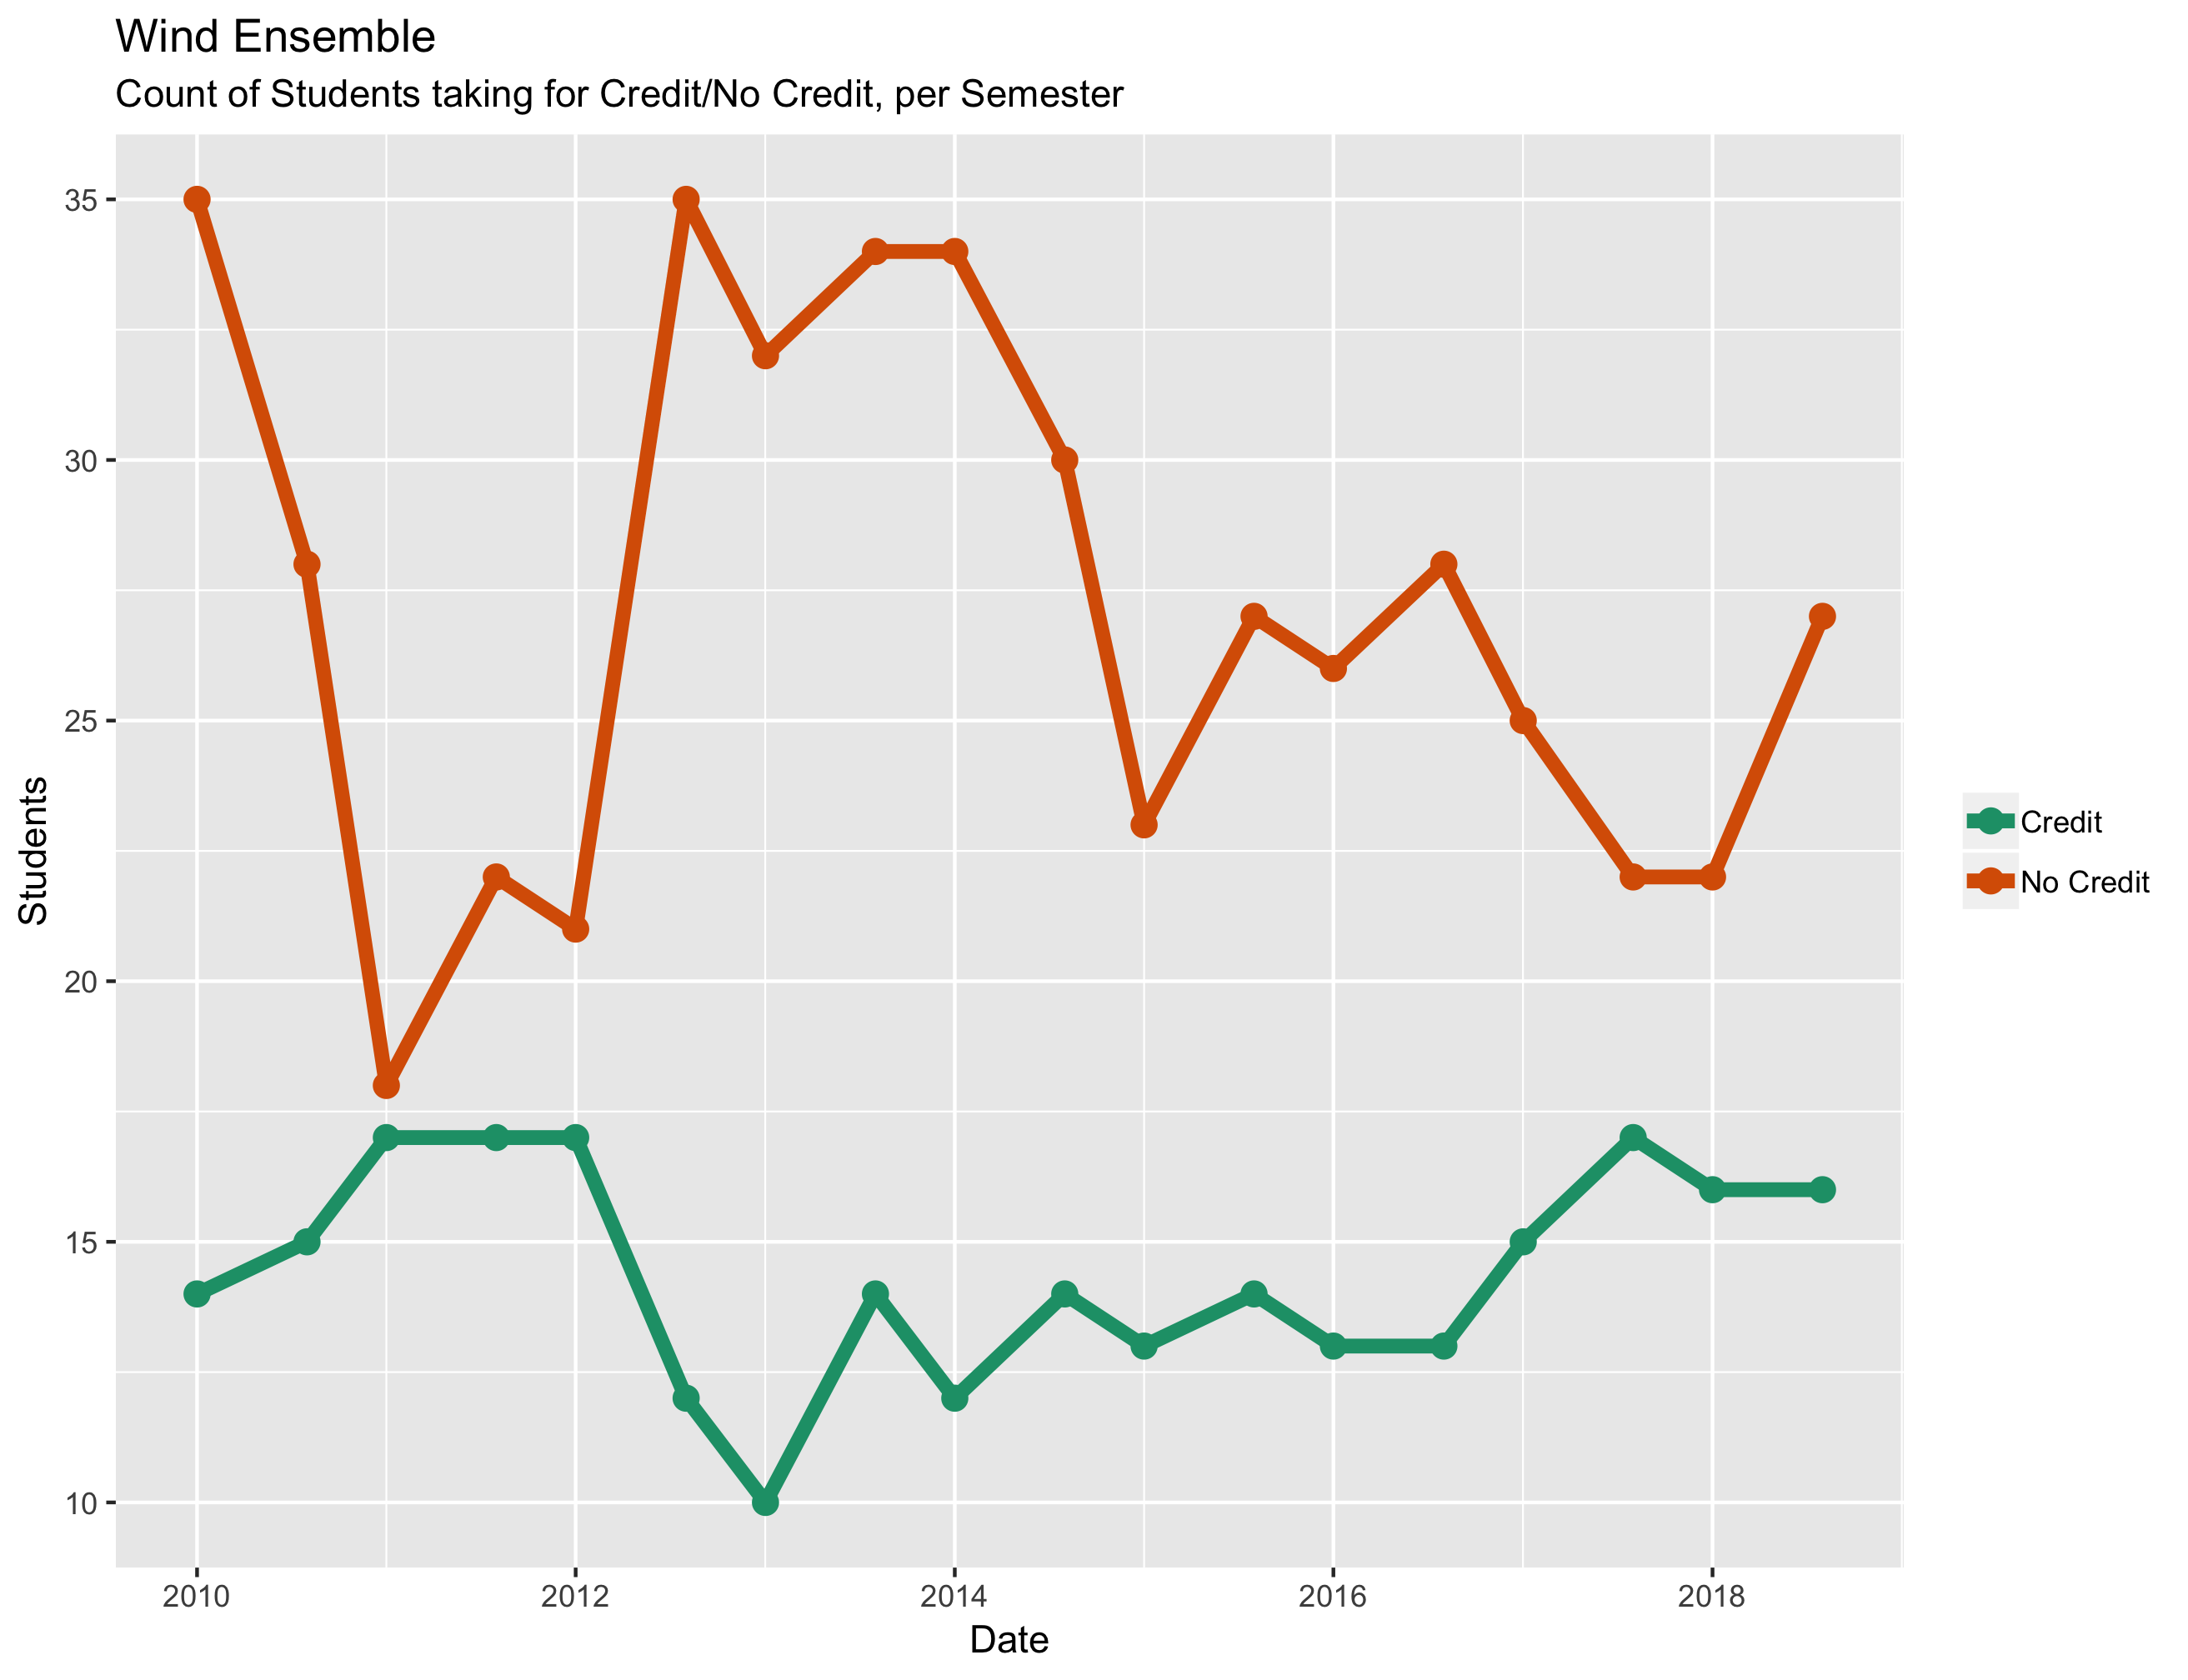 Wind Ensemble
Count of Students taking for Credit/No Credit, per Semester
35
30
25
20
15
10
Students
2010 2012 2014 2016 2018
Date
Credit
No Credit